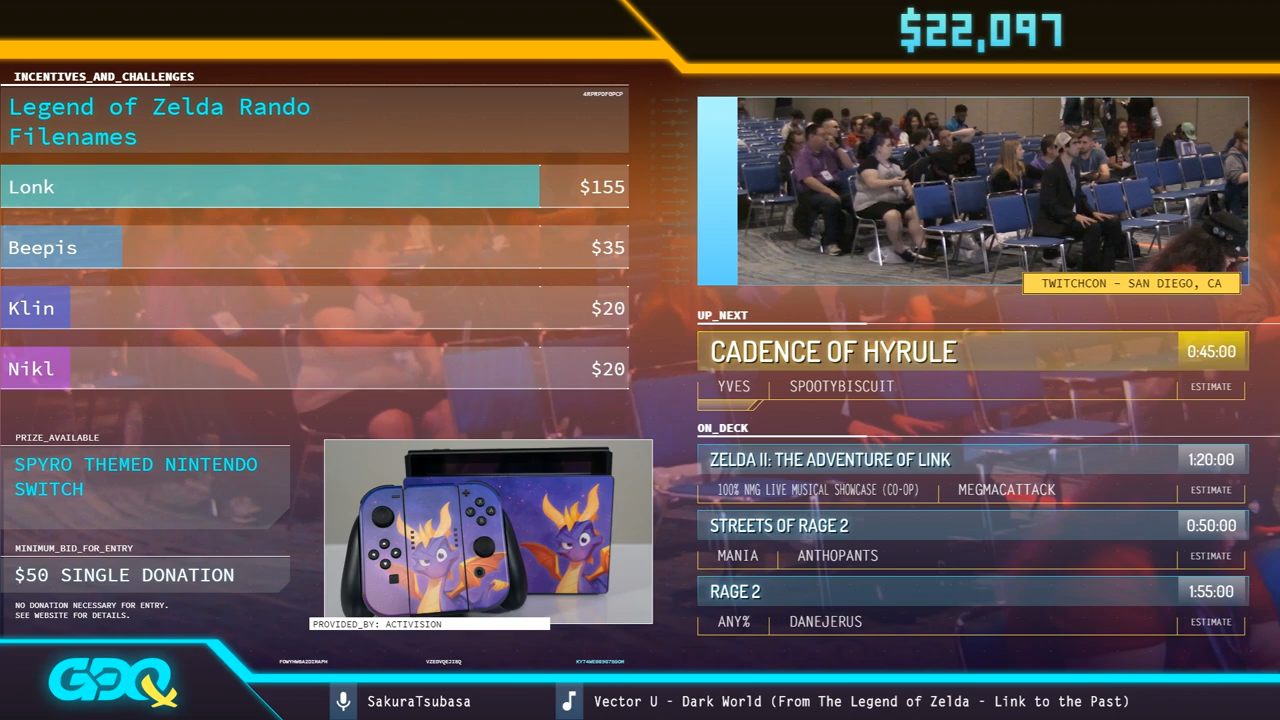 $22,097
INCENTIVES_AND_CHALLENGES
Legend of Zelda Rando
Filenames
Lonk $155
Beepis $35
Klin $20
Nikl $20
PRIZE_AVAILABLE
SPYRO THEMED NINTENDO
SWITCH
MINIMUM_BID_FOR_ENTRY
$50 SINGLE DONATION
NO DONATION NECESSARY FOR ENTRY.
SEE WEBSITE FOR DETAILS.
PROVIDED_BY: ACTIVISION
TWITCHCON - SAN DIEGO, CA
UP_NEXT
CADENCE OF HYRULE 0:45:00
YVES SPOOTYBISCUIT ESTIMATE
ON_DECK
ZELDA II: THE ADVENTURE OF LINK 1:20:00
100% NMG LIVE MUSICAL SHOWCASE (CO-OP) MEGMACATTACK ESTIMATE
STREETS OF RAGE 2 0:50:00
MANIA ANTHOPANTS ESTIMATE
RAGE 2 1:55:00
ANY% DANEJERUS ESTIMATE
GDQ
SakuraTsubasa
Vector U - Dark World (From The Legend of Zelda - Link to the Past)